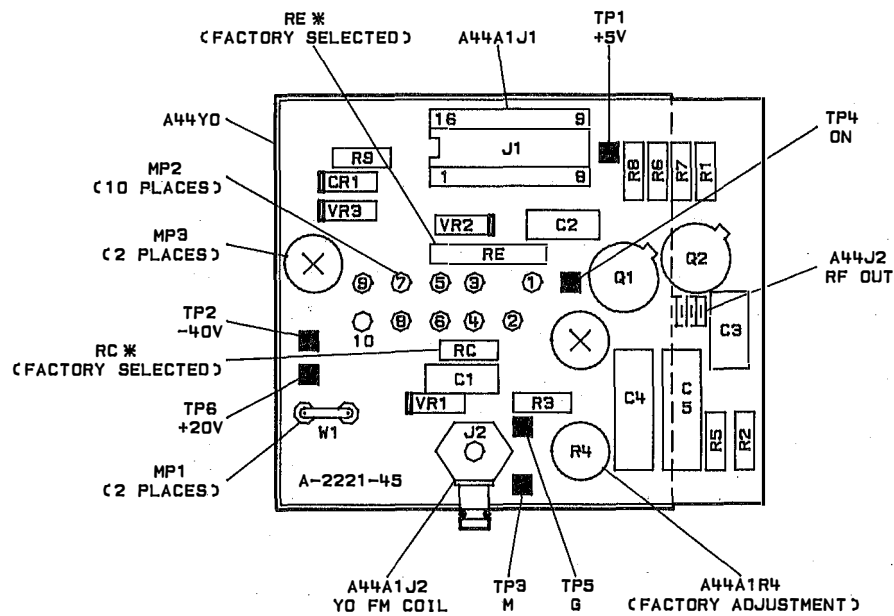 RE *
(FACTORY SELECTED)
A44A1J1
TP1
+5V
A44YO
TP4
ON
MP2
(10 PLACES)
MP3
(2 PLACES)
TP2
-40V
RC *
(FACTORY SELECTED)
TP6
+20V
MP1
(2 PLACES)
A44J2
RF OUT
16 9
J1
1 8
R9
CR1
VR3
R8 R6 R7 R1
VR2
C2
RE
Q1
Q2
9 7 5 3 1
10 8 6 4 2
C3
RC
C1
VR1
R3
C4
C5
W1
J2
R4
R5 R2
A-2221-45
A44A1J2
YO FM COIL
TP3
M
TP5
G
A44A1R4
(FACTORY ADJUSTMENT)